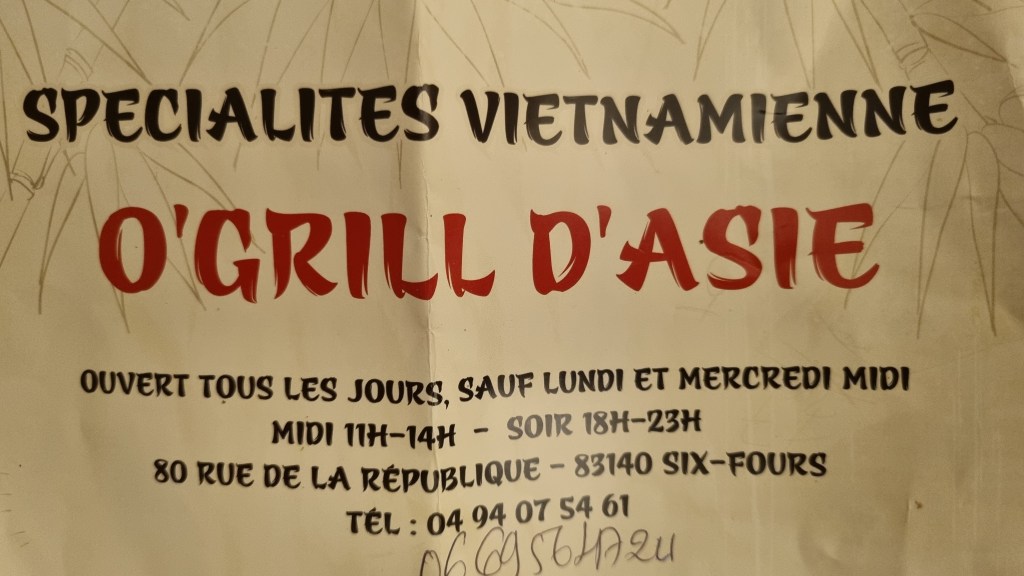 SPECIALITES VIETNAMIENNE
O'GRILL D'ASIE
OUVERT TOUS LES JOURS, SAUF LUNDI ET MERCREDI MIDI
MIDI 11H-14H - SOIR 18H-23H
80 RUE DE LA RÉPUBLIQUE - 83140 SIX-FOURS
TÉL : 04 94 07 54 61